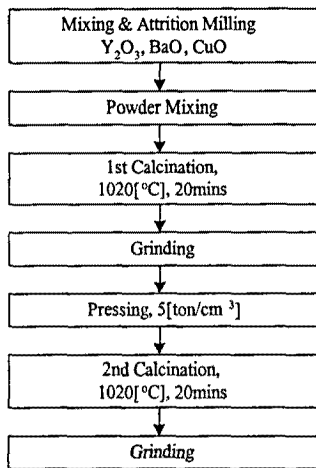 Mixing & Attrition Milling
Y₂O₃, BaO, CuO
Powder Mixing
1st Calcination,
1020[°C], 20mins
Grinding
Pressing, 5[ton/cm ³]
2nd Calcination,
1020[°C], 20mins
Grinding